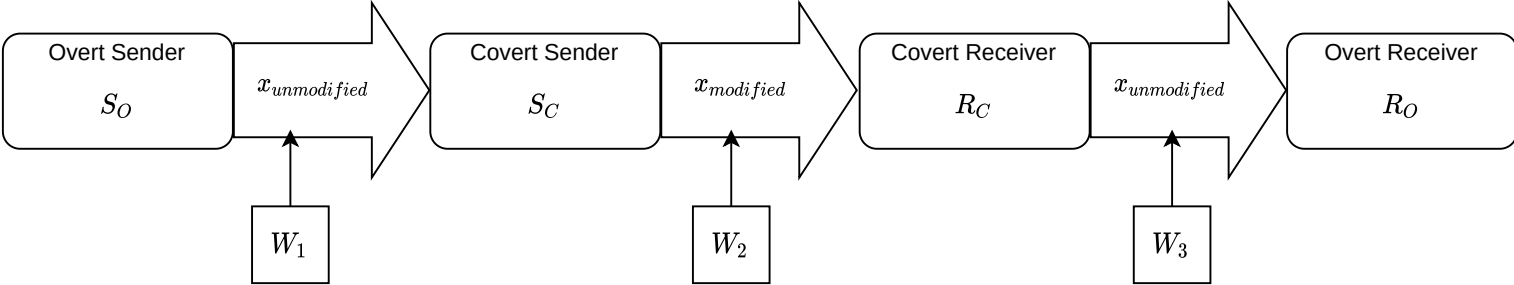 Overt Sender
S_O
x_{unmodified}
Covert Sender
S_C
x_{modified}
Covert Receiver
R_C
x_{unmodified}
Overt Receiver
R_O
W_1
W_2
W_3